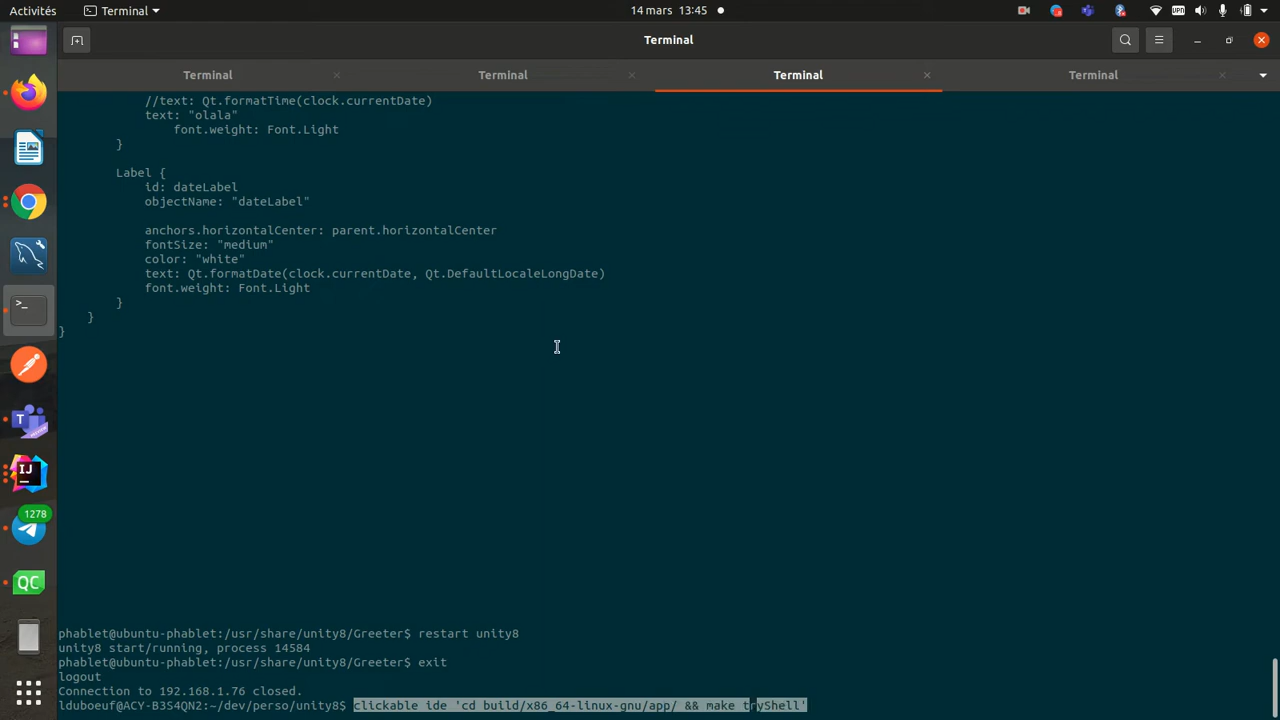 Activités
Terminal
14 mars 13:45
JPN
Terminal
Terminal
Terminal
Terminal
Terminal
//text: Qt.formatTime(clock.currentDate)
text: "olala"
font.weight: Font.Light
}
Label {
id: dateLabel
objectName: "dateLabel"
anchors.horizontalCenter: parent.horizontalCenter
fontSize: "medium"
color: "white"
text: Qt.formatDate(clock.currentDate, Qt.DefaultLocaleLongDate)
font.weight: Font.Light
}
}
}
>_
IJ
1278
QC
phablet@ubuntu-phablet:/usr/share/unity8/Greeter$ restart unity8
unity8 start/running, process 14584
phablet@ubuntu-phablet:/usr/share/unity8/Greeter$ exit
logout
Connection to 192.168.1.76 closed.
lduboeuf@ACY-B3S4QN2:~/dev/perso/unity8$ clickable ide 'cd build/x86_64-linux-gnu/app/ && make tryShell'